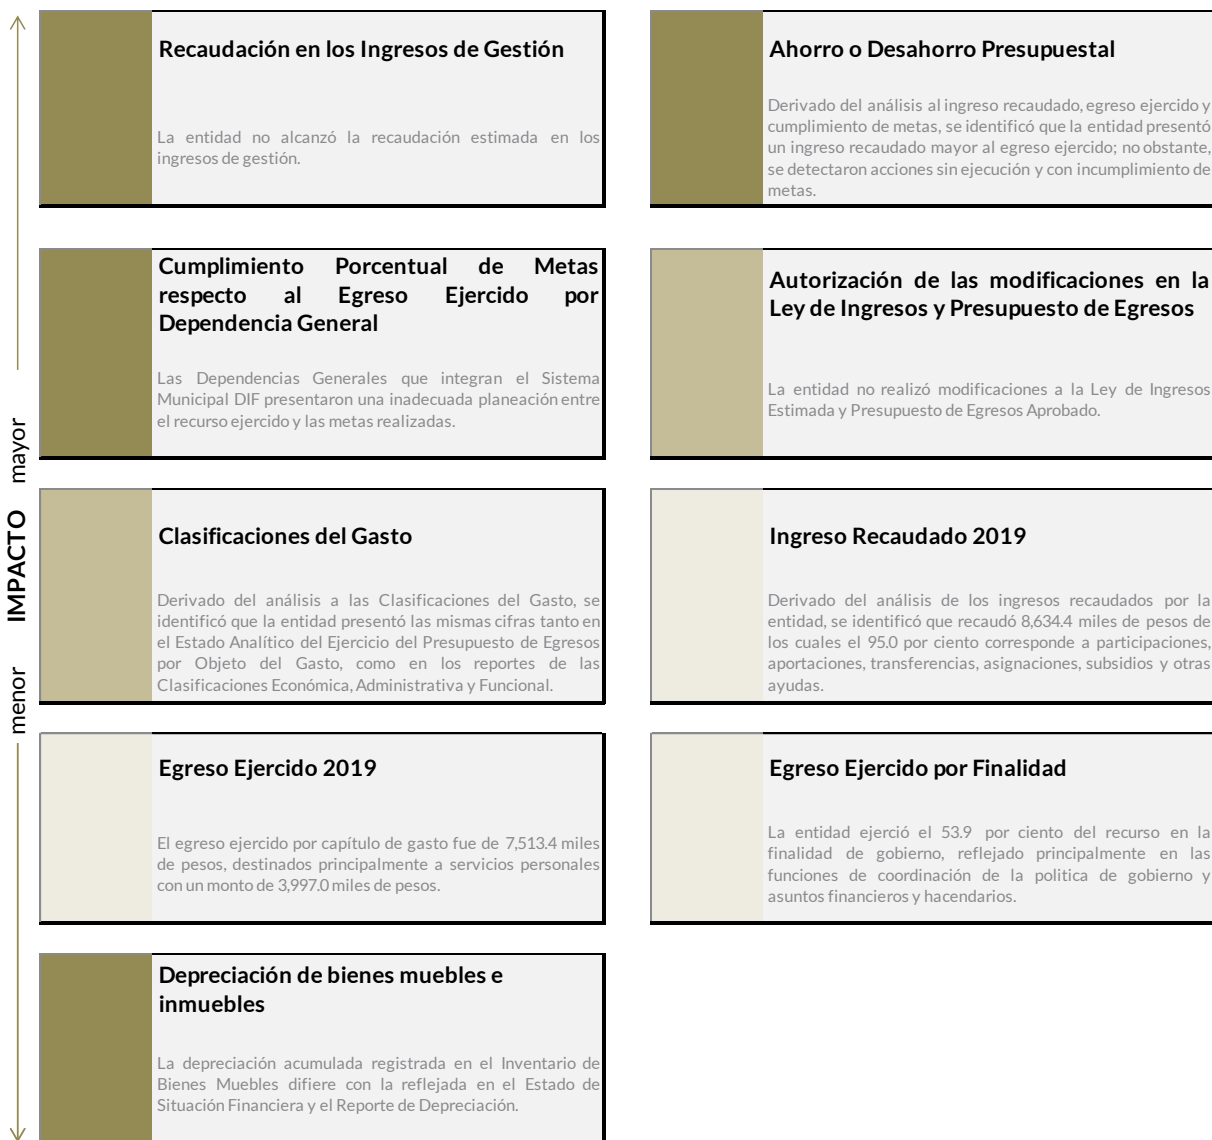 Recaudación en los Ingresos de Gestión
La entidad no alcanzó la recaudación estimada en los
ingresos de gestión.
Ahorro o Desahorro Presupuestal
Derivado del análisis al ingreso recaudado, egreso ejercido y
cumplimiento de metas, se identificó que la entidad presentó
un ingreso recaudado mayor al egreso ejercido; no obstante,
se detectaron acciones sin ejecución y con incumplimiento de
metas.
Cumplimiento Porcentual de Metas
respecto al Egreso Ejercido por
Dependencia General
Las Dependencias Generales que integran el Sistema
Municipal DIF presentaron una inadecuada planeación entre
el recurso ejercido y las metas realizadas.
Autorización de las modificaciones en la
Ley de Ingresos y Presupuesto de Egresos
La entidad no realizó modificaciones a la Ley de Ingresos
Estimada y Presupuesto de Egresos Aprobado.
menor IMPACTO mayor
Clasificaciones del Gasto
Derivado del análisis a las Clasificaciones del Gasto, se
identificó que la entidad presentó las mismas cifras tanto en
el Estado Analítico del Ejercicio del Presupuesto de Egresos
por Objeto del Gasto, como en los reportes de las
Clasificaciones Económica, Administrativa y Funcional.
Ingreso Recaudado 2019
Derivado del análisis de los ingresos recaudados por la
entidad, se identificó que recaudó 8,634.4 miles de pesos de
los cuales el 95.0 por ciento corresponde a participaciones,
aportaciones, transferencias, asignaciones, subsidios y otras
ayudas.
Egreso Ejercido 2019
El egreso ejercido por capítulo de gasto fue de 7,513.4 miles
de pesos, destinados principalmente a servicios personales
con un monto de 3,997.0 miles de pesos.
Egreso Ejercido por Finalidad
La entidad ejerció el 53.9 por ciento del recurso en la
finalidad de gobierno, reflejado principalmente en las
funciones de coordinación de la politica de gobierno y
asuntos financieros y hacendarios.
Depreciación de bienes muebles e
inmuebles
La depreciación acumulada registrada en el Inventario de
Bienes Muebles difiere con la reflejada en el Estado de
Situación Financiera y el Reporte de Depreciación.